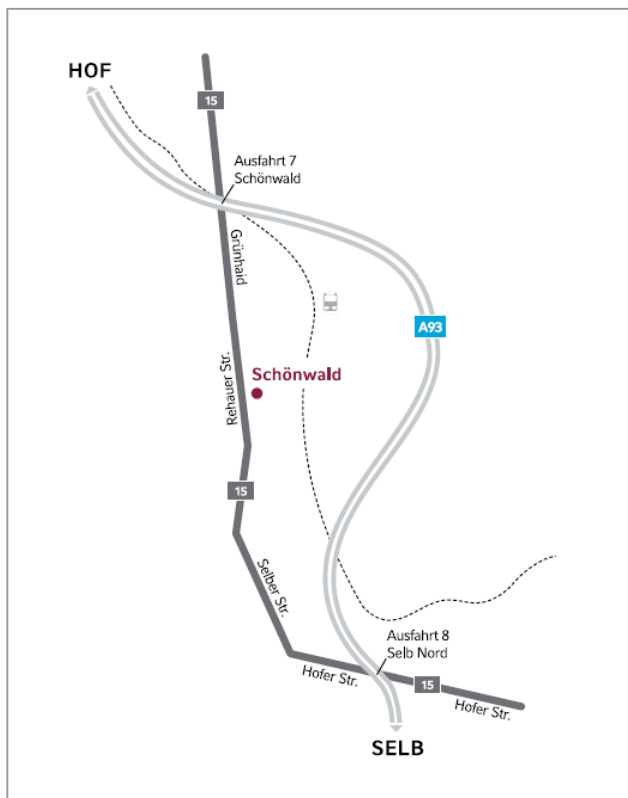 HOF
15
Ausfahrt 7
Schönwald
Grünhaid
A93
Rehauer Str.
Schönwald
15
Selber Str.
Ausfahrt 8
Selb Nord
Hofer Str.
15
Hofer Str.
SELB